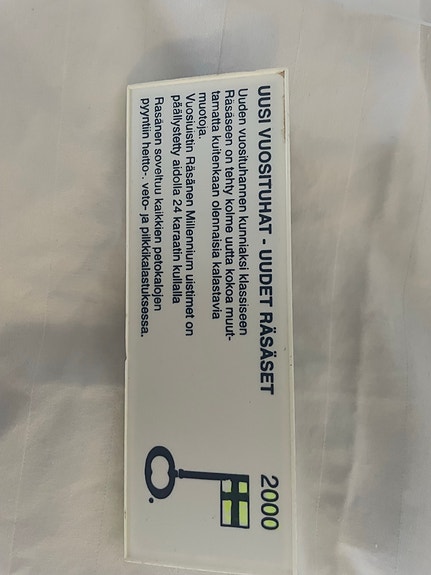 UUSI VUOSITUHAT - UUDET RÄSÄSET 2000
Uuden vuosituhannen kunniaksi klassiseen
Räsäseen on tehty kolme uutta kokoa muut-
tamatta kuitenkaan olennaisia kalastavia
muotoja.
Vuosiuistin Räsänen Millennium uistimet on
päällystetty aidolla 24 karaatin kullalla
Räsänen soveltuu kaikkien petokalojen
pyyntiin heitto-, veto- ja pilkkikalastuksessa.